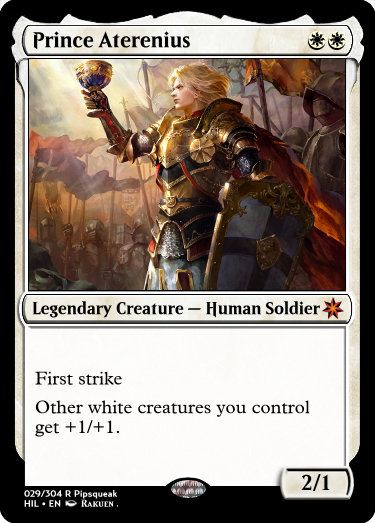 Prince Aterenius
Legendary Creature — Human Soldier
First strike
Other white creatures you control
get +1/+1.
2/1
029/304 R Pipsqueak
HIL • EN Rakuen.